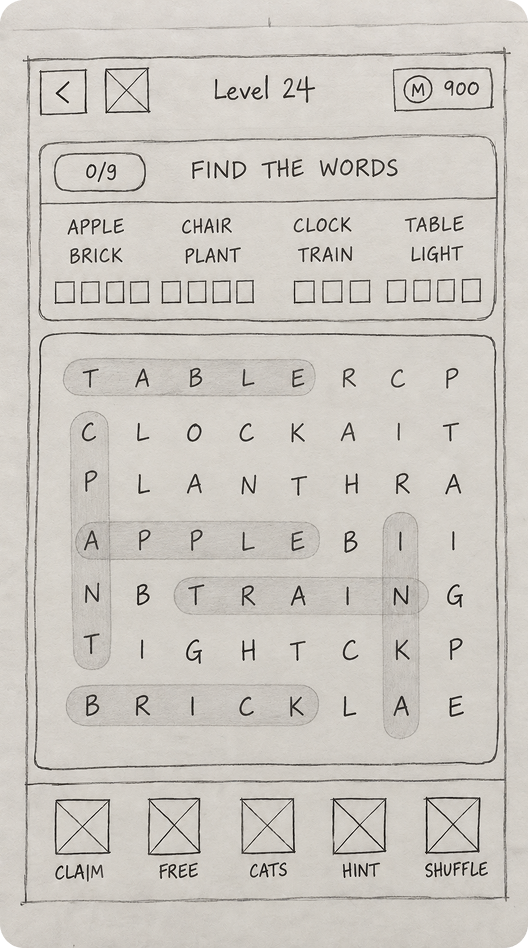 < Level 24 M 900
0/9 FIND THE WORDS
APPLE CHAIR CLOCK TABLE
BRICK PLANT TRAIN LIGHT
T A B L E R C P
C L O C K A I T
P L A N T H R A
A P P L E B I I
N B T R A I N G
T I G H T C K P
B R I C K L A E
CLAIM FREE CATS HINT SHUFFLE